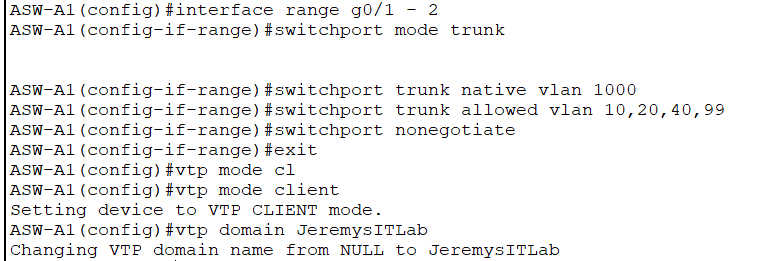 ASW-A1(config)#interface range g0/1 - 2
ASW-A1(config-if-range)#switchport mode trunk
ASW-A1(config-if-range)#switchport trunk native vlan 1000
ASW-A1(config-if-range)#switchport trunk allowed vlan 10,20,40,99
ASW-A1(config-if-range)#switchport nonegotiate
ASW-A1(config-if-range)#exit
ASW-A1(config)#vtp mode cl
ASW-A1(config)#vtp mode client
Setting device to VTP CLIENT mode.
ASW-A1(config)#vtp domain JeremysITLab
Changing VTP domain name from NULL to JeremysITLab